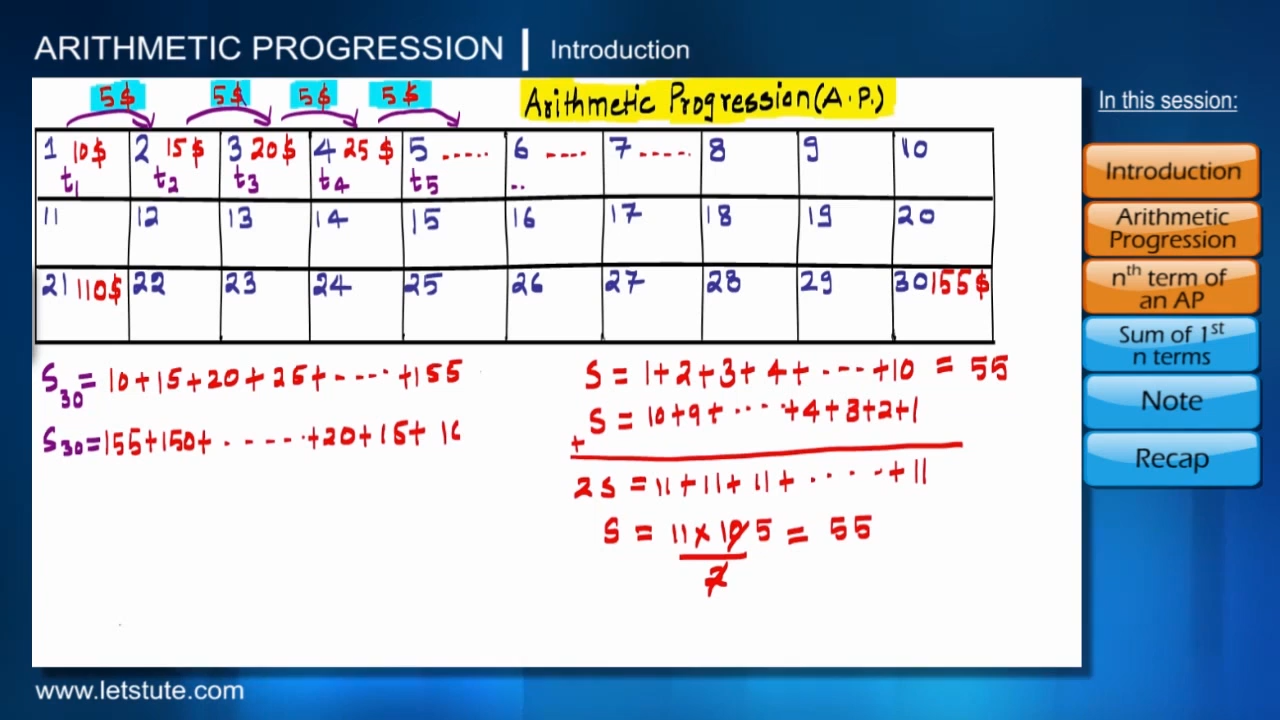 ARITHMETIC PROGRESSION | Introduction
5$ 5$ 5$ 5$ Arithmetic Progression (A.P.)
1 10$ 2 15$ 3 20$ 4 25$ 5 ..... 6 .... 7 ..... 8 9 10
t1 t2 t3 t4 t5 ..
11 12 13 14 15 16 17 18 19 20
21 110$ 22 23 24 25 26 27 28 29 30 155$
S30 = 10+15+20+25+ ..... +155
S30 = 155+150+ ...... +20+15+ 10
S = 1+2+3+4+ ..... +10 = 55
S = 10+9+ ..... +4+3+2+1
+
2S = 11+11+11+ ..... +11
S = 11×10 5 = 55
2
In this session:
Introduction
Arithmetic
Progression
nth term of
an AP
Sum of 1st
n terms
Note
Recap
www.letstute.com